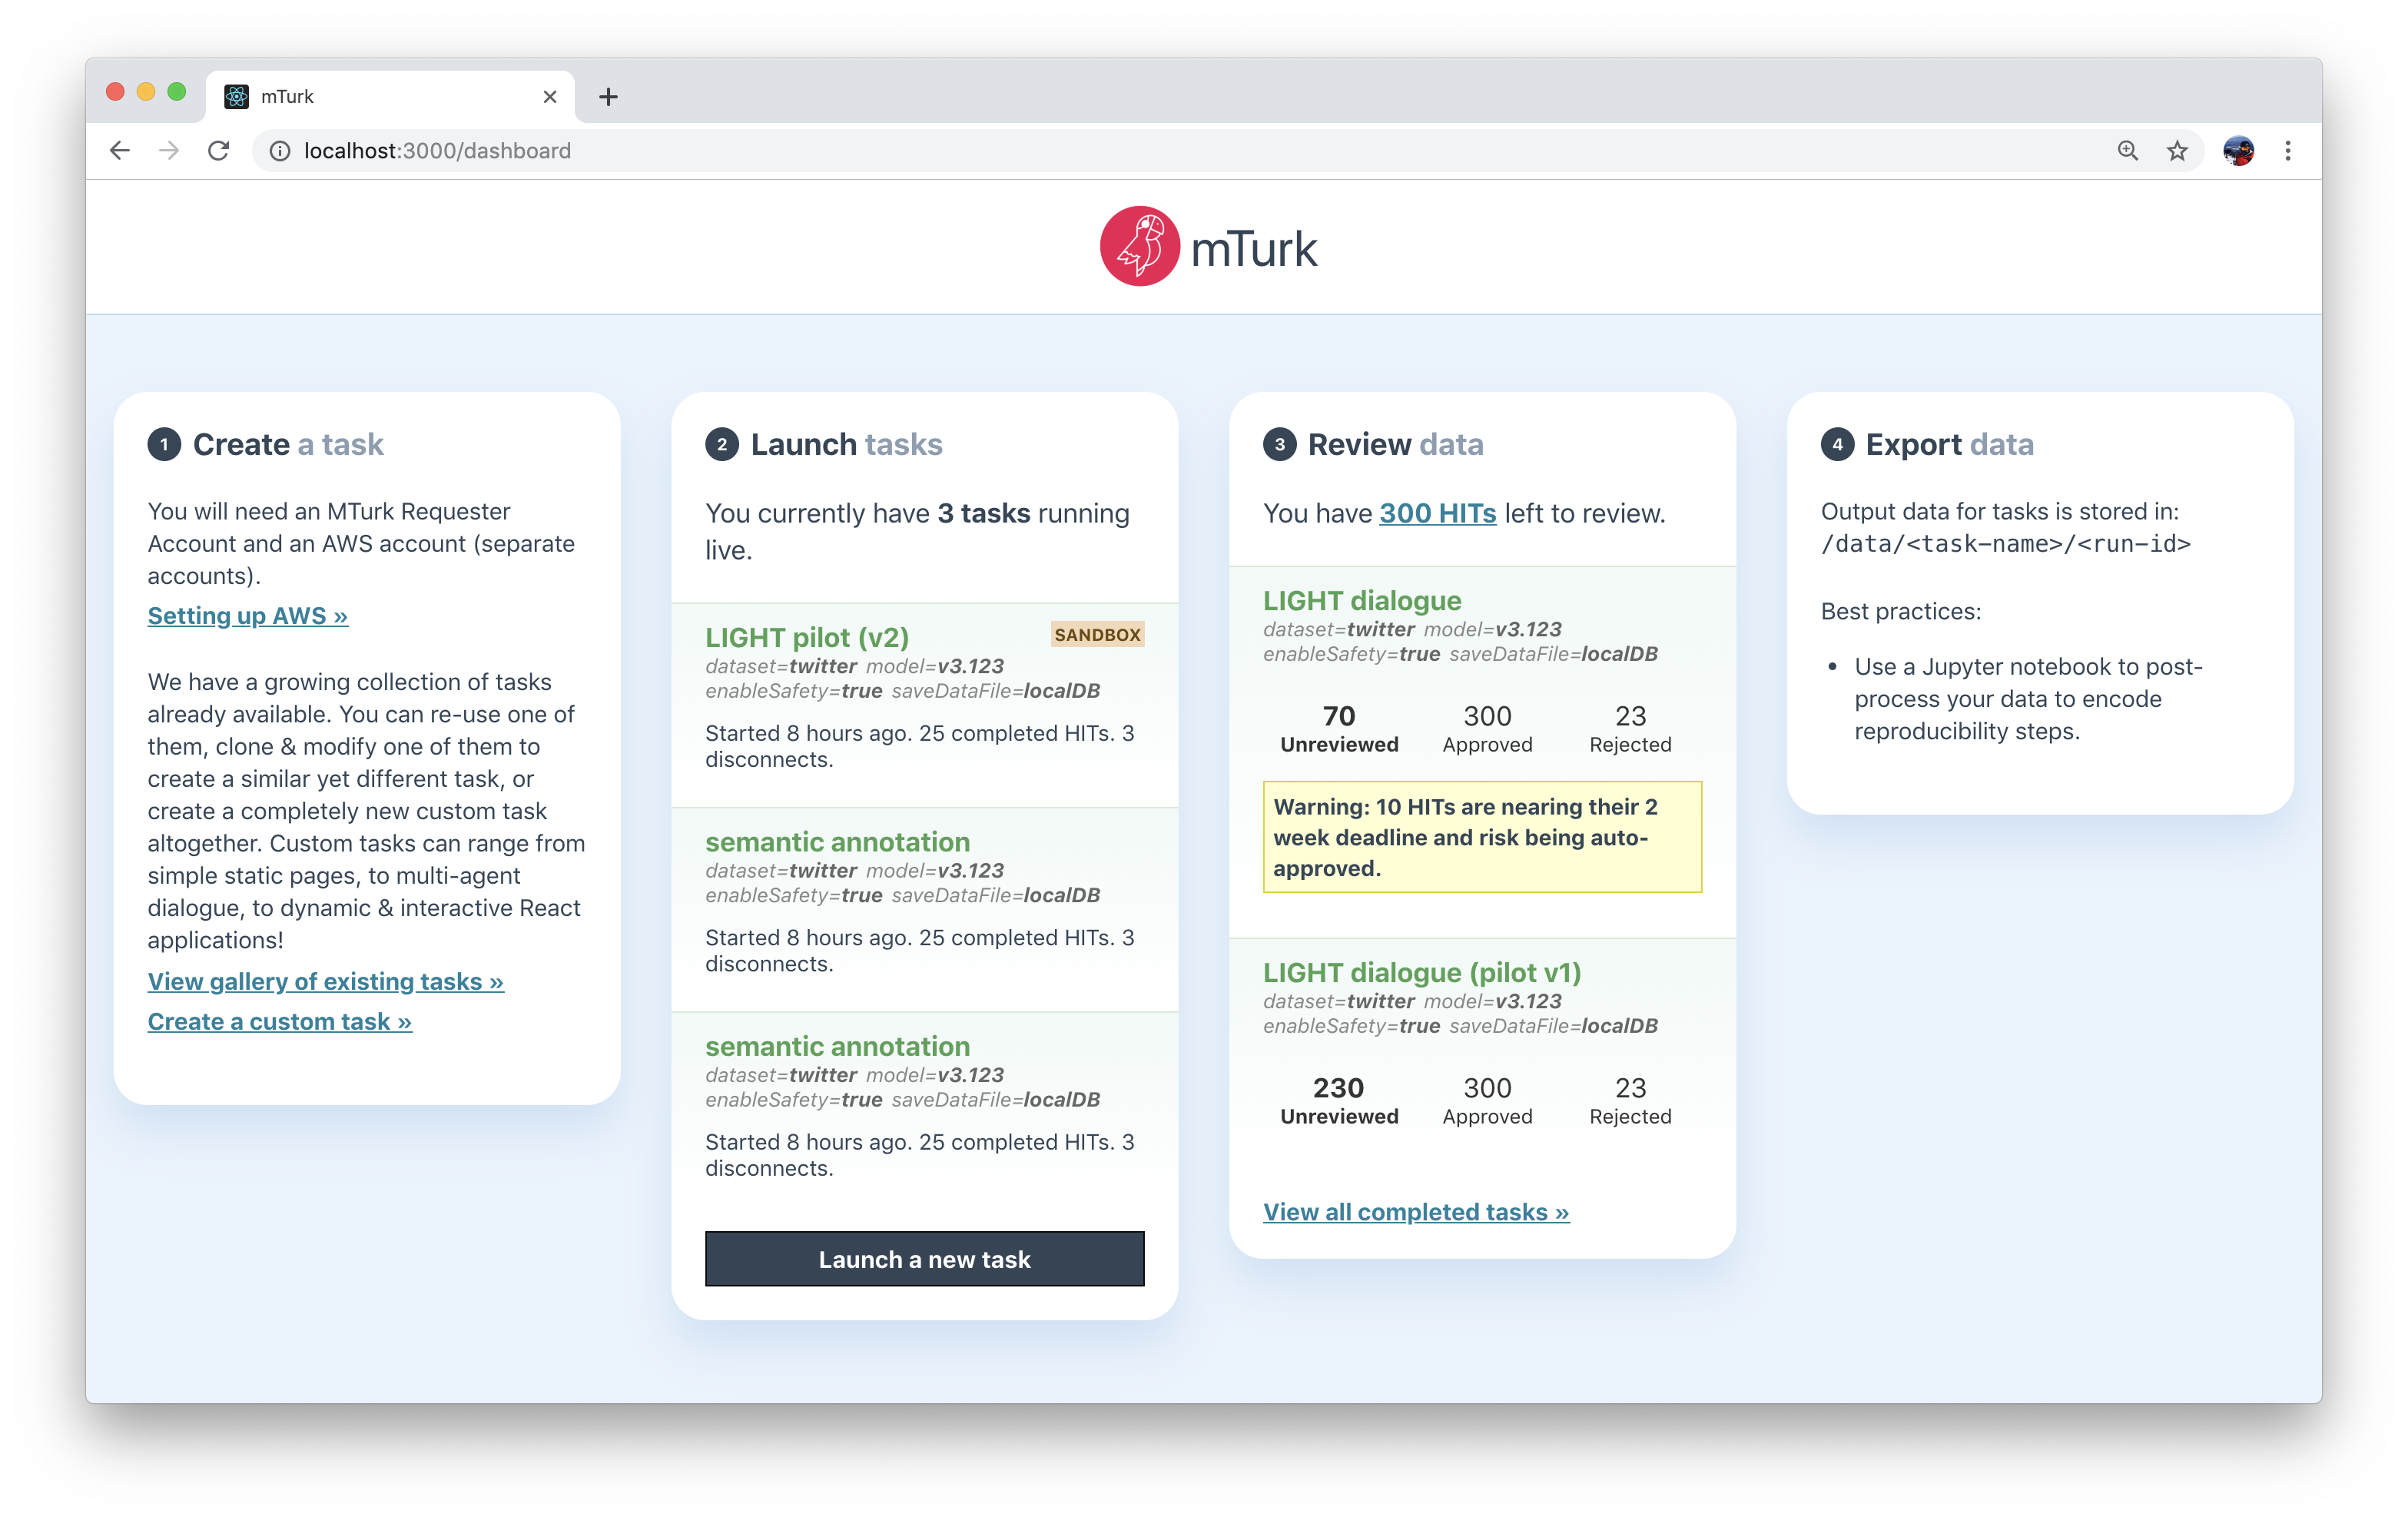 mTurk
localhost:3000/dashboard
mTurk
1 Create a task
You will need an MTurk Requester
Account and an AWS account (separate
accounts).
Setting up AWS »
We have a growing collection of tasks
already available. You can re-use one of
them, clone & modify one of them to
create a similar yet different task, or
create a completely new custom task
altogether. Custom tasks can range from
simple static pages, to multi-agent
dialogue, to dynamic & interactive React
applications!
View gallery of existing tasks »
Create a custom task »
2 Launch tasks
You currently have 3 tasks running
live.
LIGHT pilot (v2) SANDBOX
dataset=twitter model=v3.123
enableSafety=true saveDataFile=localDB
Started 8 hours ago. 25 completed HITs. 3
disconnects.
semantic annotation
dataset=twitter model=v3.123
enableSafety=true saveDataFile=localDB
Started 8 hours ago. 25 completed HITs. 3
disconnects.
semantic annotation
dataset=twitter model=v3.123
enableSafety=true saveDataFile=localDB
Started 8 hours ago. 25 completed HITs. 3
disconnects.
Launch a new task
3 Review data
You have 300 HITs left to review.
LIGHT dialogue
dataset=twitter model=v3.123
enableSafety=true saveDataFile=localDB
70 300 23
Unreviewed Approved Rejected
Warning: 10 HITs are nearing their 2
week deadline and risk being auto-
approved.
LIGHT dialogue (pilot v1)
dataset=twitter model=v3.123
enableSafety=true saveDataFile=localDB
230 300 23
Unreviewed Approved Rejected
View all completed tasks »
4 Export data
Output data for tasks is stored in:
/data/<task-name>/<run-id>
Best practices:
• Use a Jupyter notebook to post-
process your data to encode
reproducibility steps.